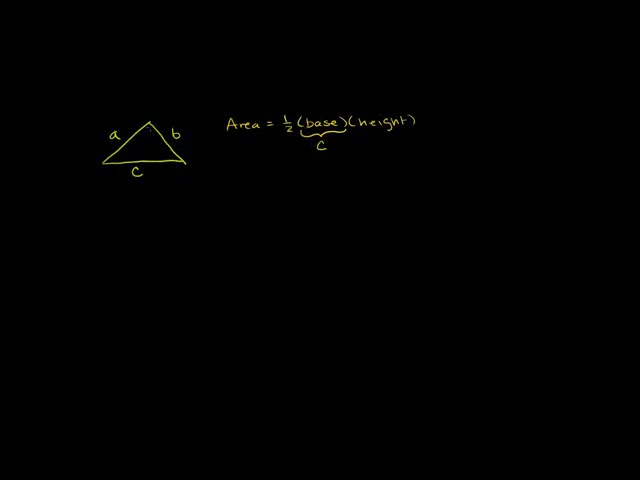 a
b
Area = 1/2 (base)(height)
c
c